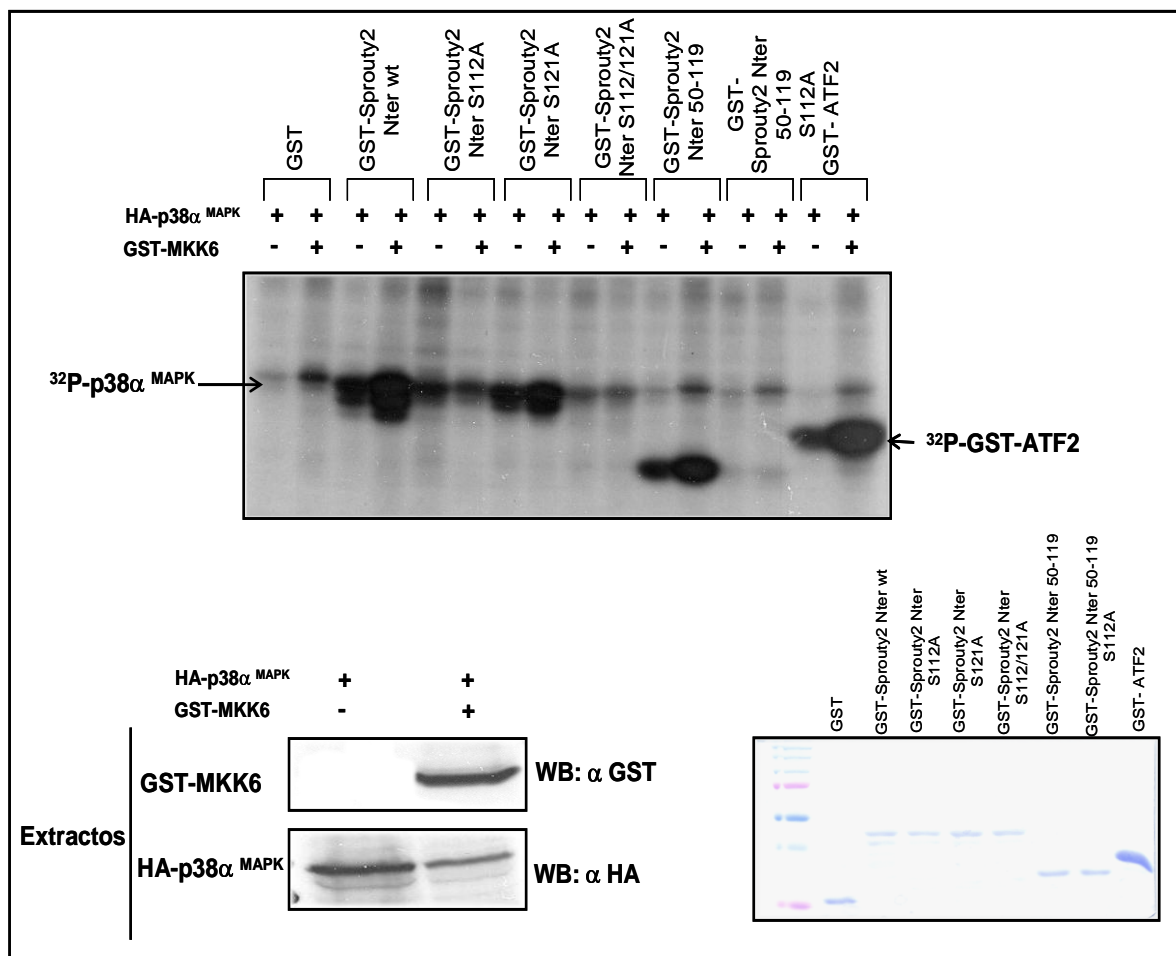 GST
GST-Sprouty2
Nter wt
GST-Sprouty2
Nter S112A
GST-Sprouty2
Nter S121A
GST-Sprouty2
Nter S112/121A
GST-Sprouty2
Nter 50-119
GST-
Sprouty2 Nter
50-119
S112A
GST- ATF2
HA-p38α MAPK + + + + + + + + + + + + + + + +
GST-MKK6 - + - + - + - + - + - + - + - +
32P-p38α MAPK
32P-GST-ATF2
HA-p38α MAPK + +
GST-MKK6 - +
Extractos
GST-MKK6
WB: α GST
HA-p38α MAPK
WB: α HA
GST
GST-Sprouty2 Nter wt
GST-Sprouty2 Nter
S112A
GST-Sprouty2 Nter
S121A
GST-Sprouty2 Nter
S112/121A
GST-Sprouty2 Nter 50-119
GST-Sprouty2 Nter 50-119
S112A
GST- ATF2